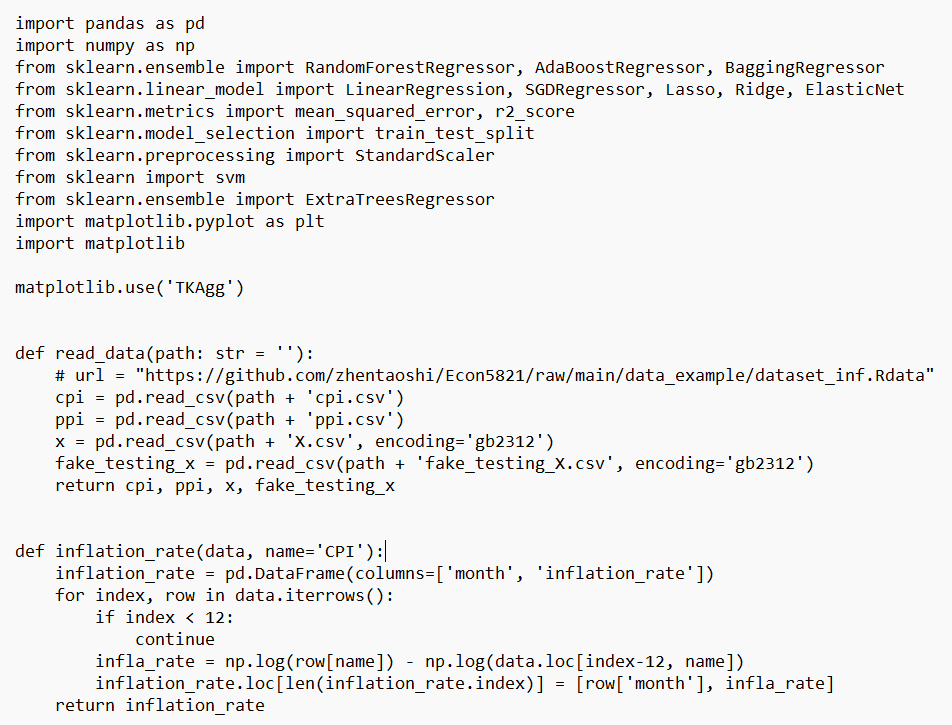 import pandas as pd
import numpy as np
from sklearn.ensemble import RandomForestRegressor, AdaBoostRegressor, BaggingRegressor
from sklearn.linear_model import LinearRegression, SGDRegressor, Lasso, Ridge, ElasticNet
from sklearn.metrics import mean_squared_error, r2_score
from sklearn.model_selection import train_test_split
from sklearn.preprocessing import StandardScaler
from sklearn import svm
from sklearn.ensemble import ExtraTreesRegressor
import matplotlib.pyplot as plt
import matplotlib

matplotlib.use('TKAgg')


def read_data(path: str = ''):
    # url = "https://github.com/zhentaoshi/Econ5821/raw/main/data_example/dataset_inf.Rdata"
    cpi = pd.read_csv(path + 'cpi.csv')
    ppi = pd.read_csv(path + 'ppi.csv')
    x = pd.read_csv(path + 'X.csv', encoding='gb2312')
    fake_testing_x = pd.read_csv(path + 'fake_testing_X.csv', encoding='gb2312')
    return cpi, ppi, x, fake_testing_x


def inflation_rate(data, name='CPI'):
    inflation_rate = pd.DataFrame(columns=['month', 'inflation_rate'])
    for index, row in data.iterrows():
        if index < 12:
            continue
        infla_rate = np.log(row[name]) - np.log(data.loc[index-12, name])
        inflation_rate.loc[len(inflation_rate.index)] = [row['month'], infla_rate]
    return inflation_rate